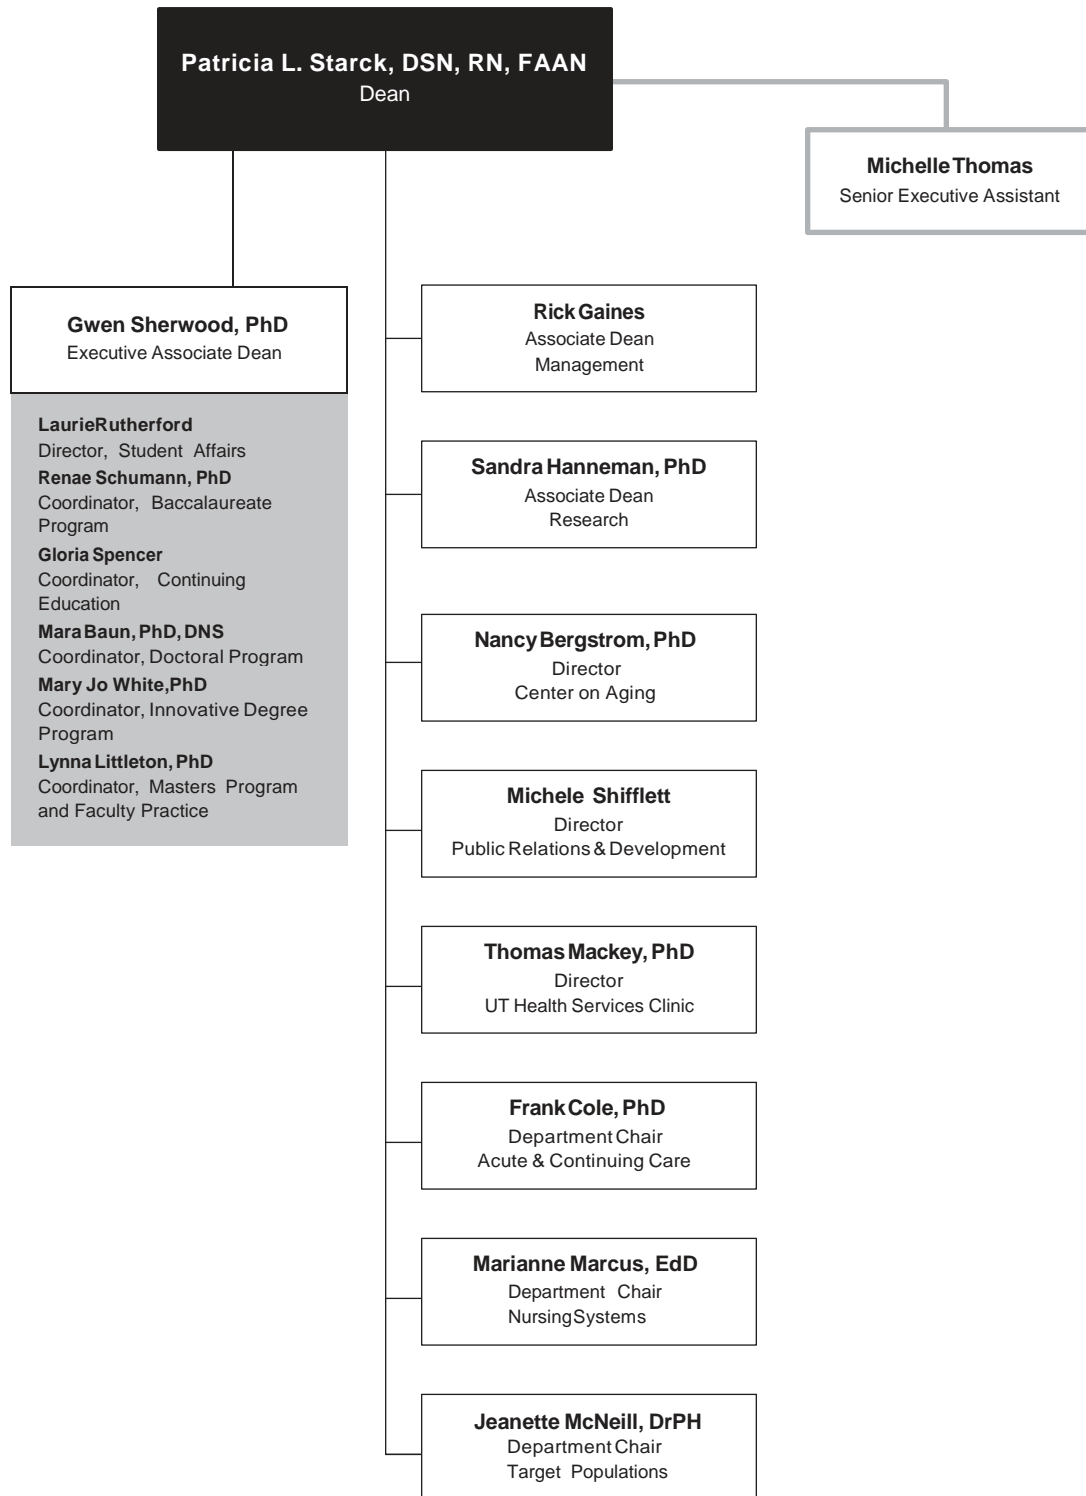 Patricia L. Starck, DSN, RN, FAAN
Dean
Michelle Thomas
Senior Executive Assistant
Gwen Sherwood, PhD
Executive Associate Dean
Laurie Rutherford
Director, Student Affairs
Renae Schumann, PhD
Coordinator, Baccalaureate
Program
Gloria Spencer
Coordinator, Continuing
Education
Mara Baun, PhD, DNS
Coordinator, Doctoral Program
Mary Jo White, PhD
Coordinator, Innovative Degree
Program
Lynna Littleton, PhD
Coordinator, Masters Program
and Faculty Practice
Rick Gaines
Associate Dean
Management
Sandra Hanneman, PhD
Associate Dean
Research
Nancy Bergstrom, PhD
Director
Center on Aging
Michele Shifflett
Director
Public Relations & Development
Thomas Mackey, PhD
Director
UT Health Services Clinic
Frank Cole, PhD
Department Chair
Acute & Continuing Care
Marianne Marcus, EdD
Department Chair
Nursing Systems
Jeanette McNeill, DrPH
Department Chair
Target Populations